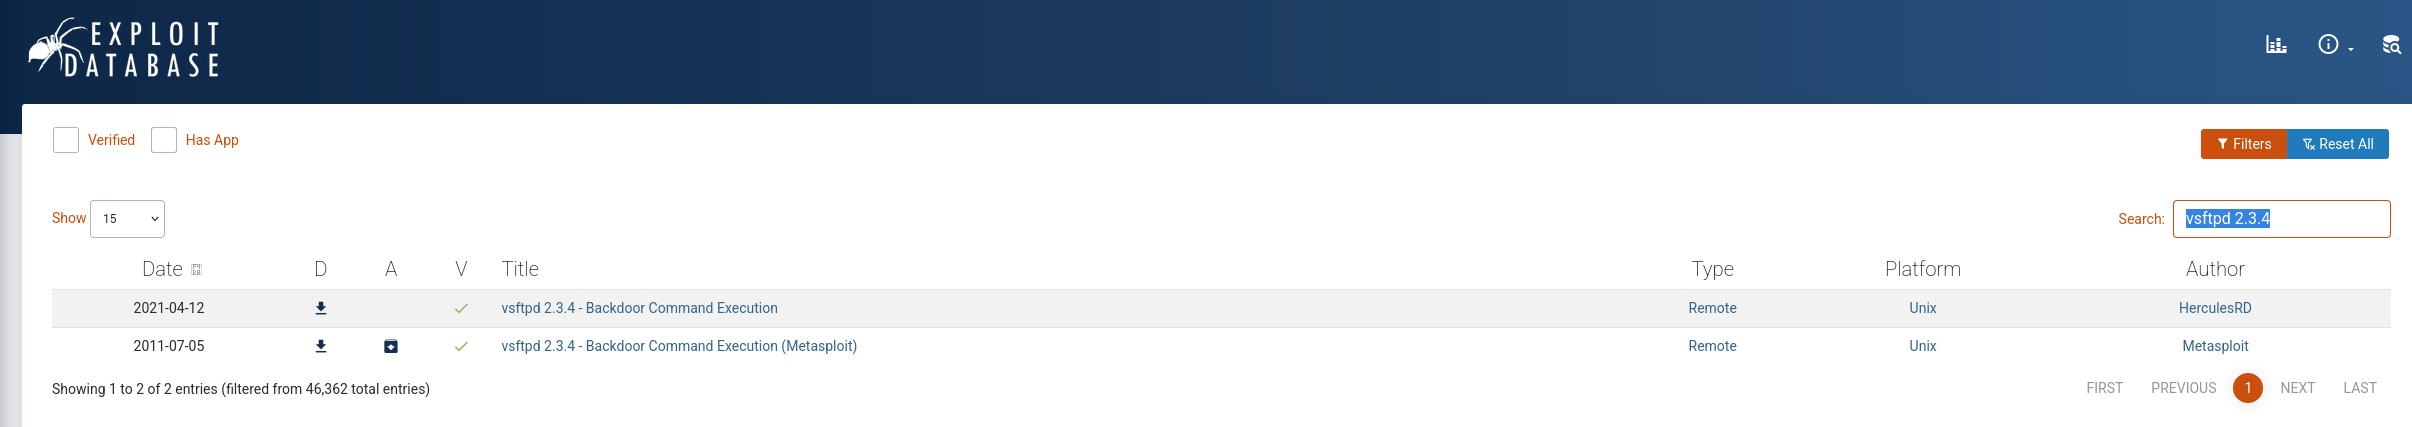 EXPLOIT
DATABASE
Verified Has App
Filters Reset All
Show 15
Search: vsftpd 2.3.4
Date D A V Title Type Platform Author
2021-04-12 vsftpd 2.3.4 - Backdoor Command Execution Remote Unix HerculesRD
2011-07-05 vsftpd 2.3.4 - Backdoor Command Execution (Metasploit) Remote Unix Metasploit
Showing 1 to 2 of 2 entries (filtered from 46,362 total entries)
FIRST PREVIOUS 1 NEXT LAST